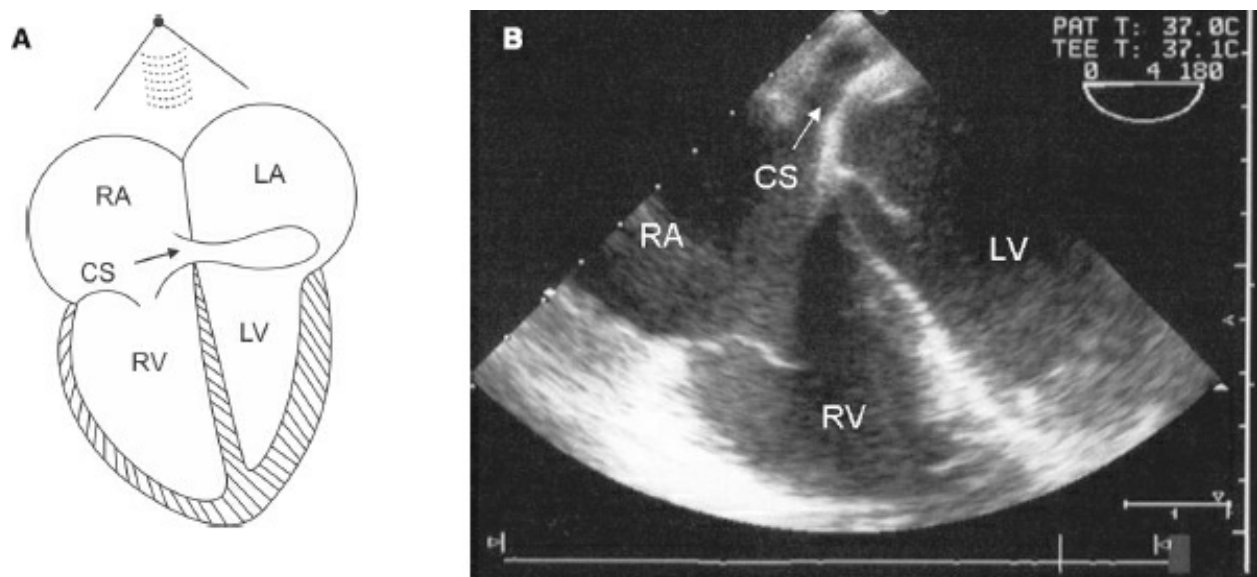 A
RA
LA
CS
RV
LV
B
PAT T: 37.0C
TEE T: 37.1C
0 4 180
CS
RA
LV
RV